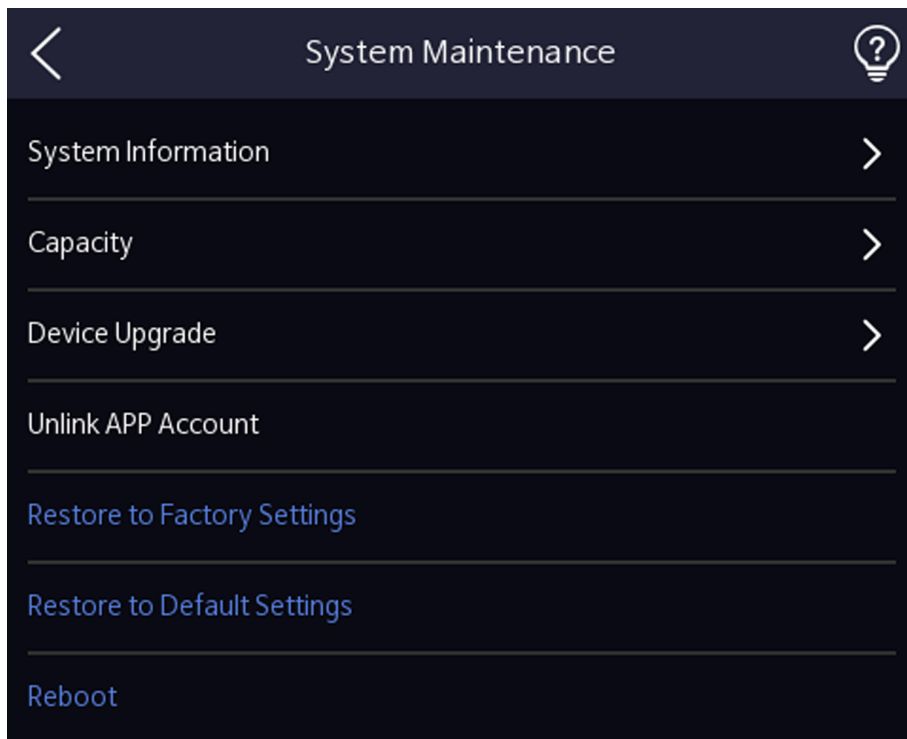 System Maintenance
System Information
Capacity
Device Upgrade
Unlink APP Account
Restore to Factory Settings
Restore to Default Settings
Reboot